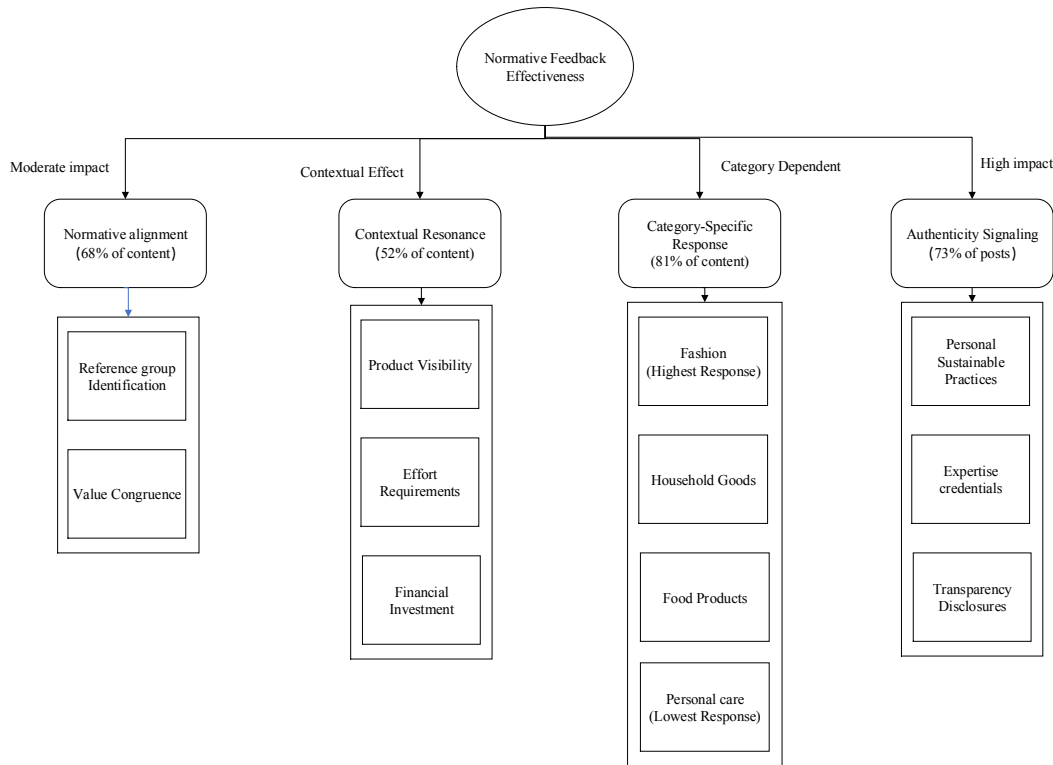 Normative Feedback
Effectiveness
Moderate impact
Contextual Effect
Category Dependent
High impact
Normative alignment
(68% of content)
Contextual Resonance
(52% of content)
Category-Specific
Response
(81% of content)
Authenticity Signaling
(73% of posts)
Reference group
Identification
Value Congruence
Product Visibility
Effort
Requirements
Financial
Investment
Fashion
(Highest Response)
Household Goods
Food Products
Personal care
(Lowest Response)
Personal
Sustainable
Practices
Expertise
credentials
Transparency
Disclosures